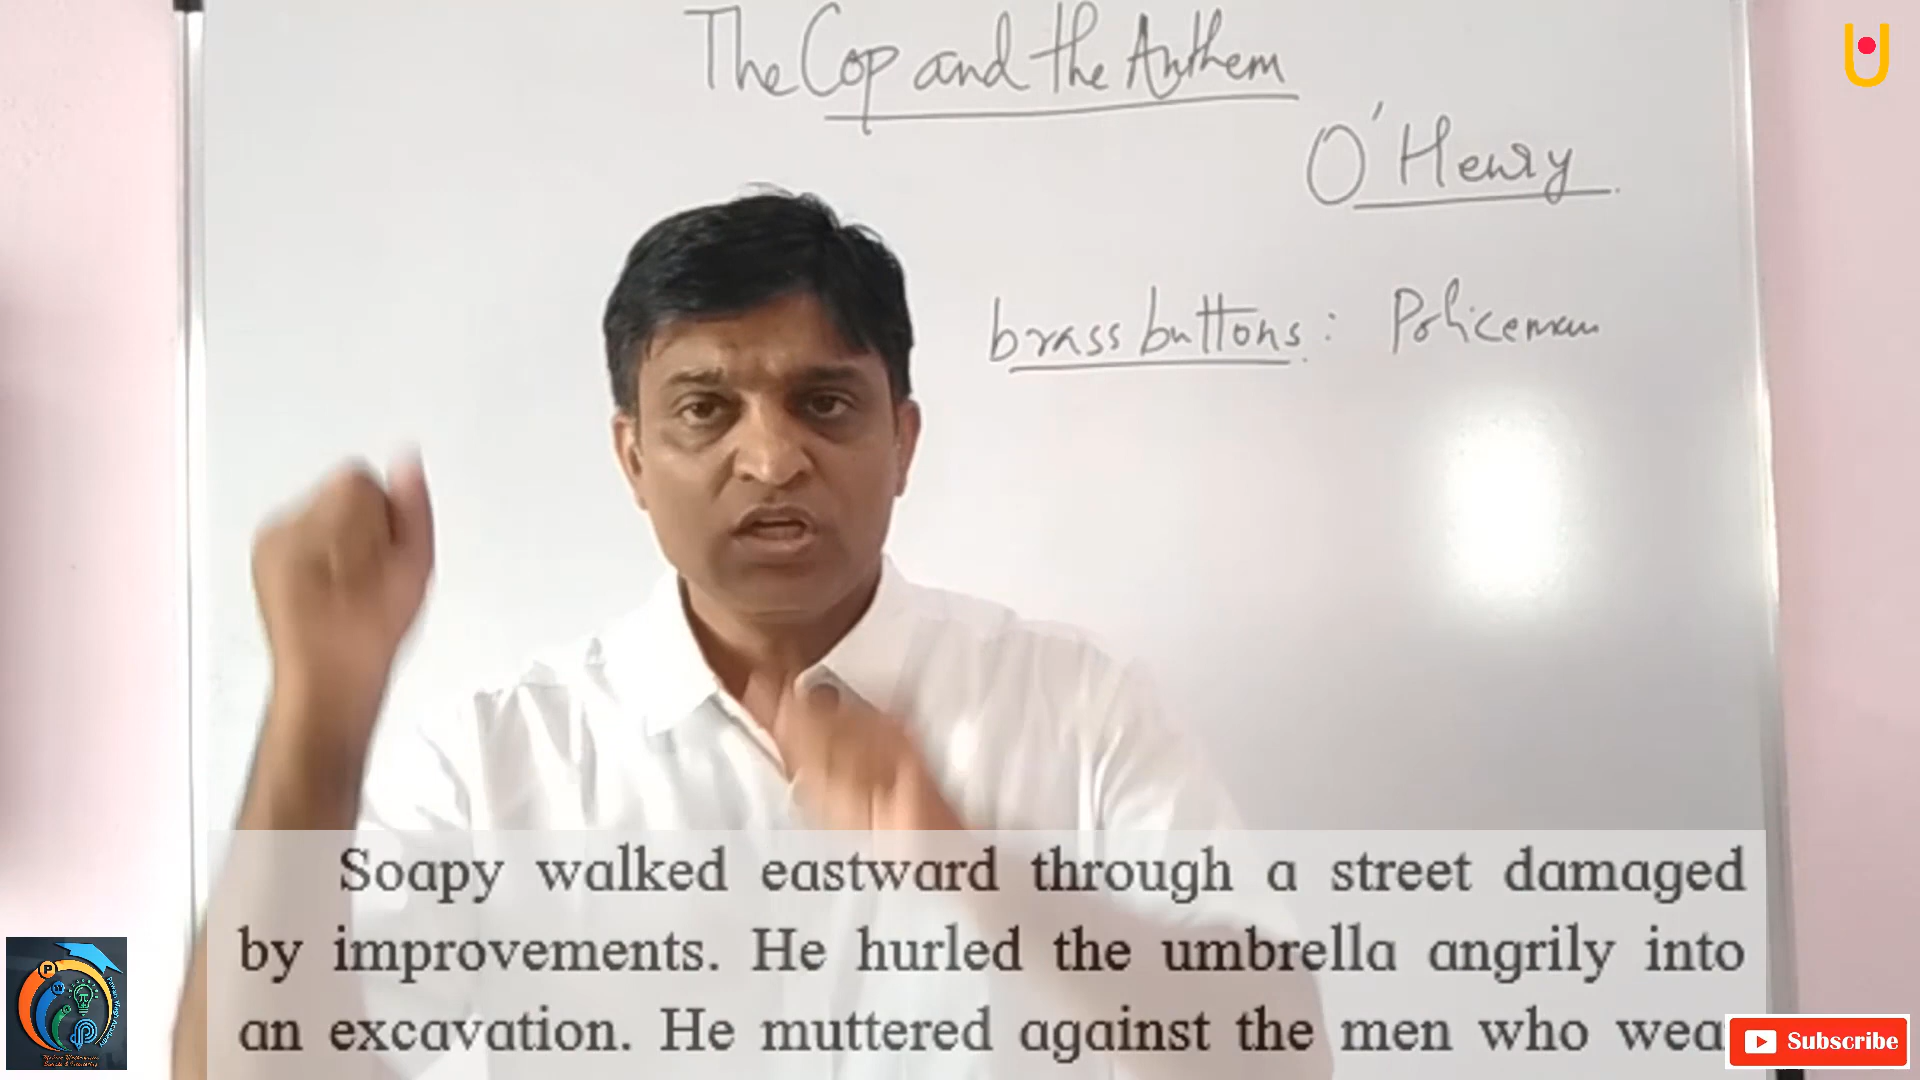 The Cop and the Anthem
O'Henry
brass buttons: Policeman
Soapy walked eastward through a street damaged
by improvements. He hurled the umbrella angrily into
an excavation. He muttered against the men who wea
Subscribe